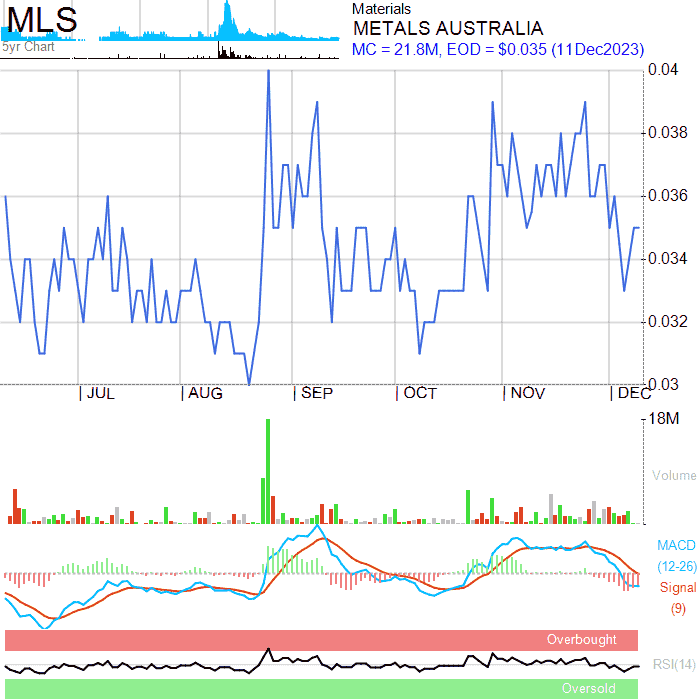 MLS
5yr Chart
Materials
METALS AUSTRALIA
MC = 21.8M, EOD = $0.035 (11Dec2023)
0.04
0.038
0.036
0.034
0.032
0.03
JUL AUG SEP OCT NOV DEC
18M
Volume
MACD
(12-26)
Signal
(9)
Overbought
RSI(14)
Oversold